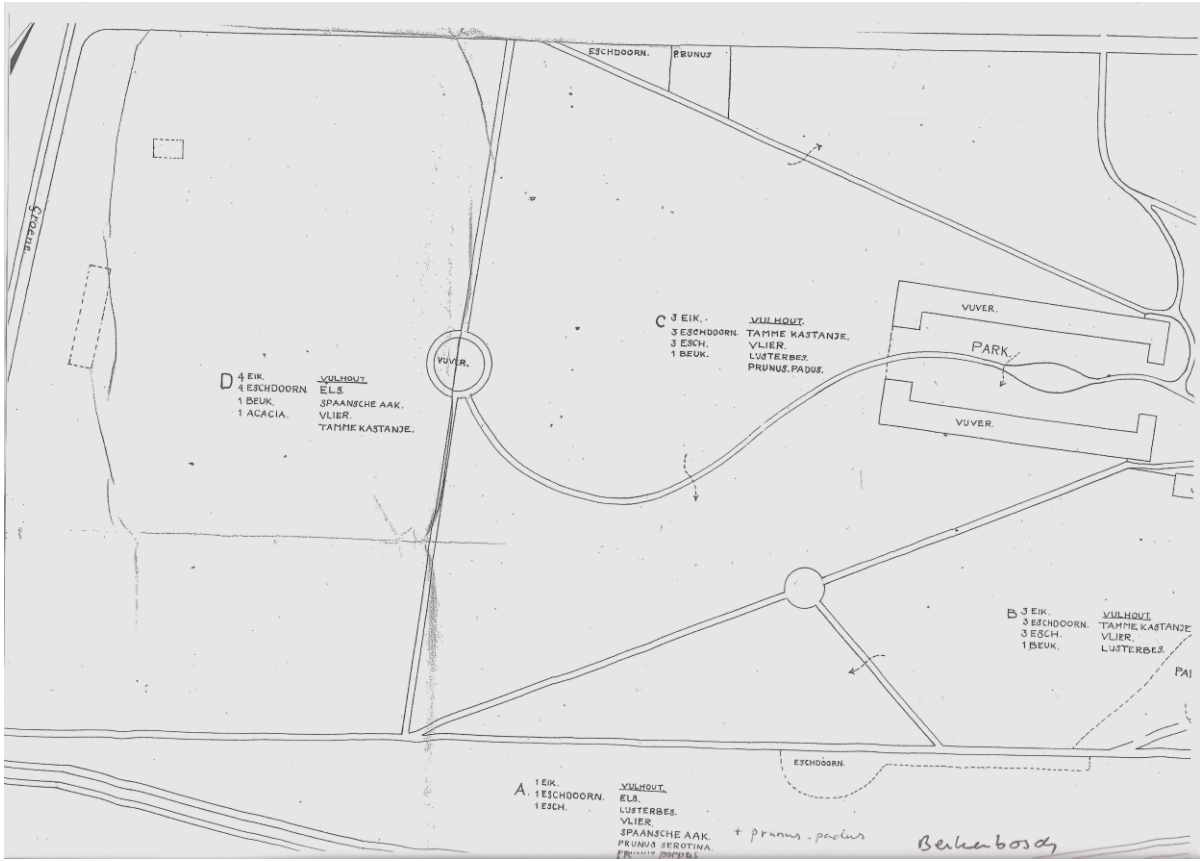 ESCHDOORN. PRUNUS
Groene.
VIJVER.
PARK.
VIJVER.
VIJVER.
C 3 EIK. VULHOUT.
3 ESCHDOORN. TAMME KASTANJE.
3 ESCH. VLIER.
1 BEUK. LIJSTERBES.
PRUNUS. PADUS.
D 4 EIK. VULHOUT
4 ESCHDOORN. ELS.
1 BEUK. SPAANSCHE AAK.
1 ACACIA. VLIER.
TAMME KASTANJE.
B 3 EIK. VULHOUT.
3 ESCHDOORN. TAMME KASTANJE
3 ESCH. VLIER.
1 BEUK. LIJSTERBES.
PA
ESCHDOORN.
A. 1 EIK. VULHOUT.
1 ESCHDOORN. ELS.
1 ESCH. LIJSTERBES.
VLIER.
SPAANSCHE AAK. + prunus. padus
PRUNUS SEROTINA.
Berkenbosch